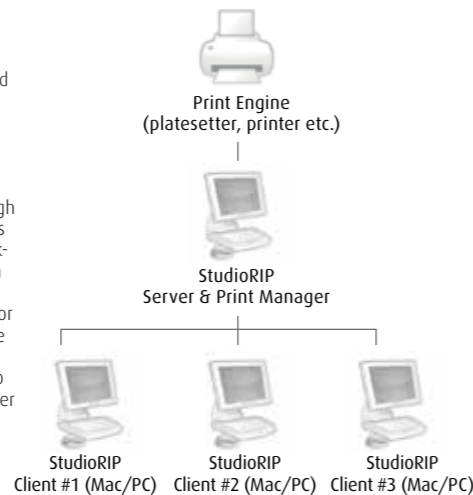 Print Engine
(platesetter, printer etc.)
StudioRIP
Server & Print Manager
StudioRIP
Client #1 (Mac/PC)
StudioRIP
Client #2 (Mac/PC)
StudioRIP
Client #3 (Mac/PC)